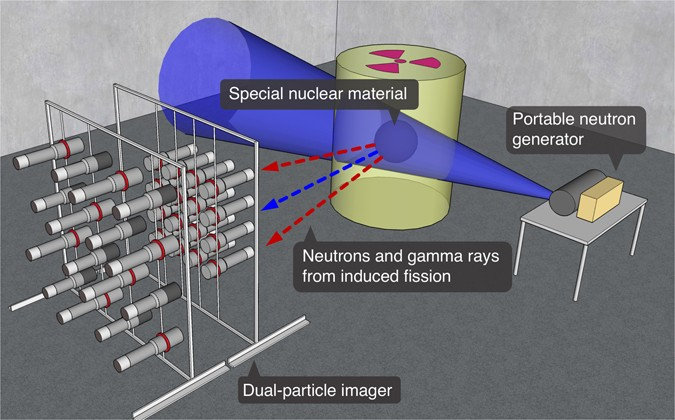 Special nuclear material
Portable neutron
generator
Neutrons and gamma rays
from induced fission
Dual-particle imager